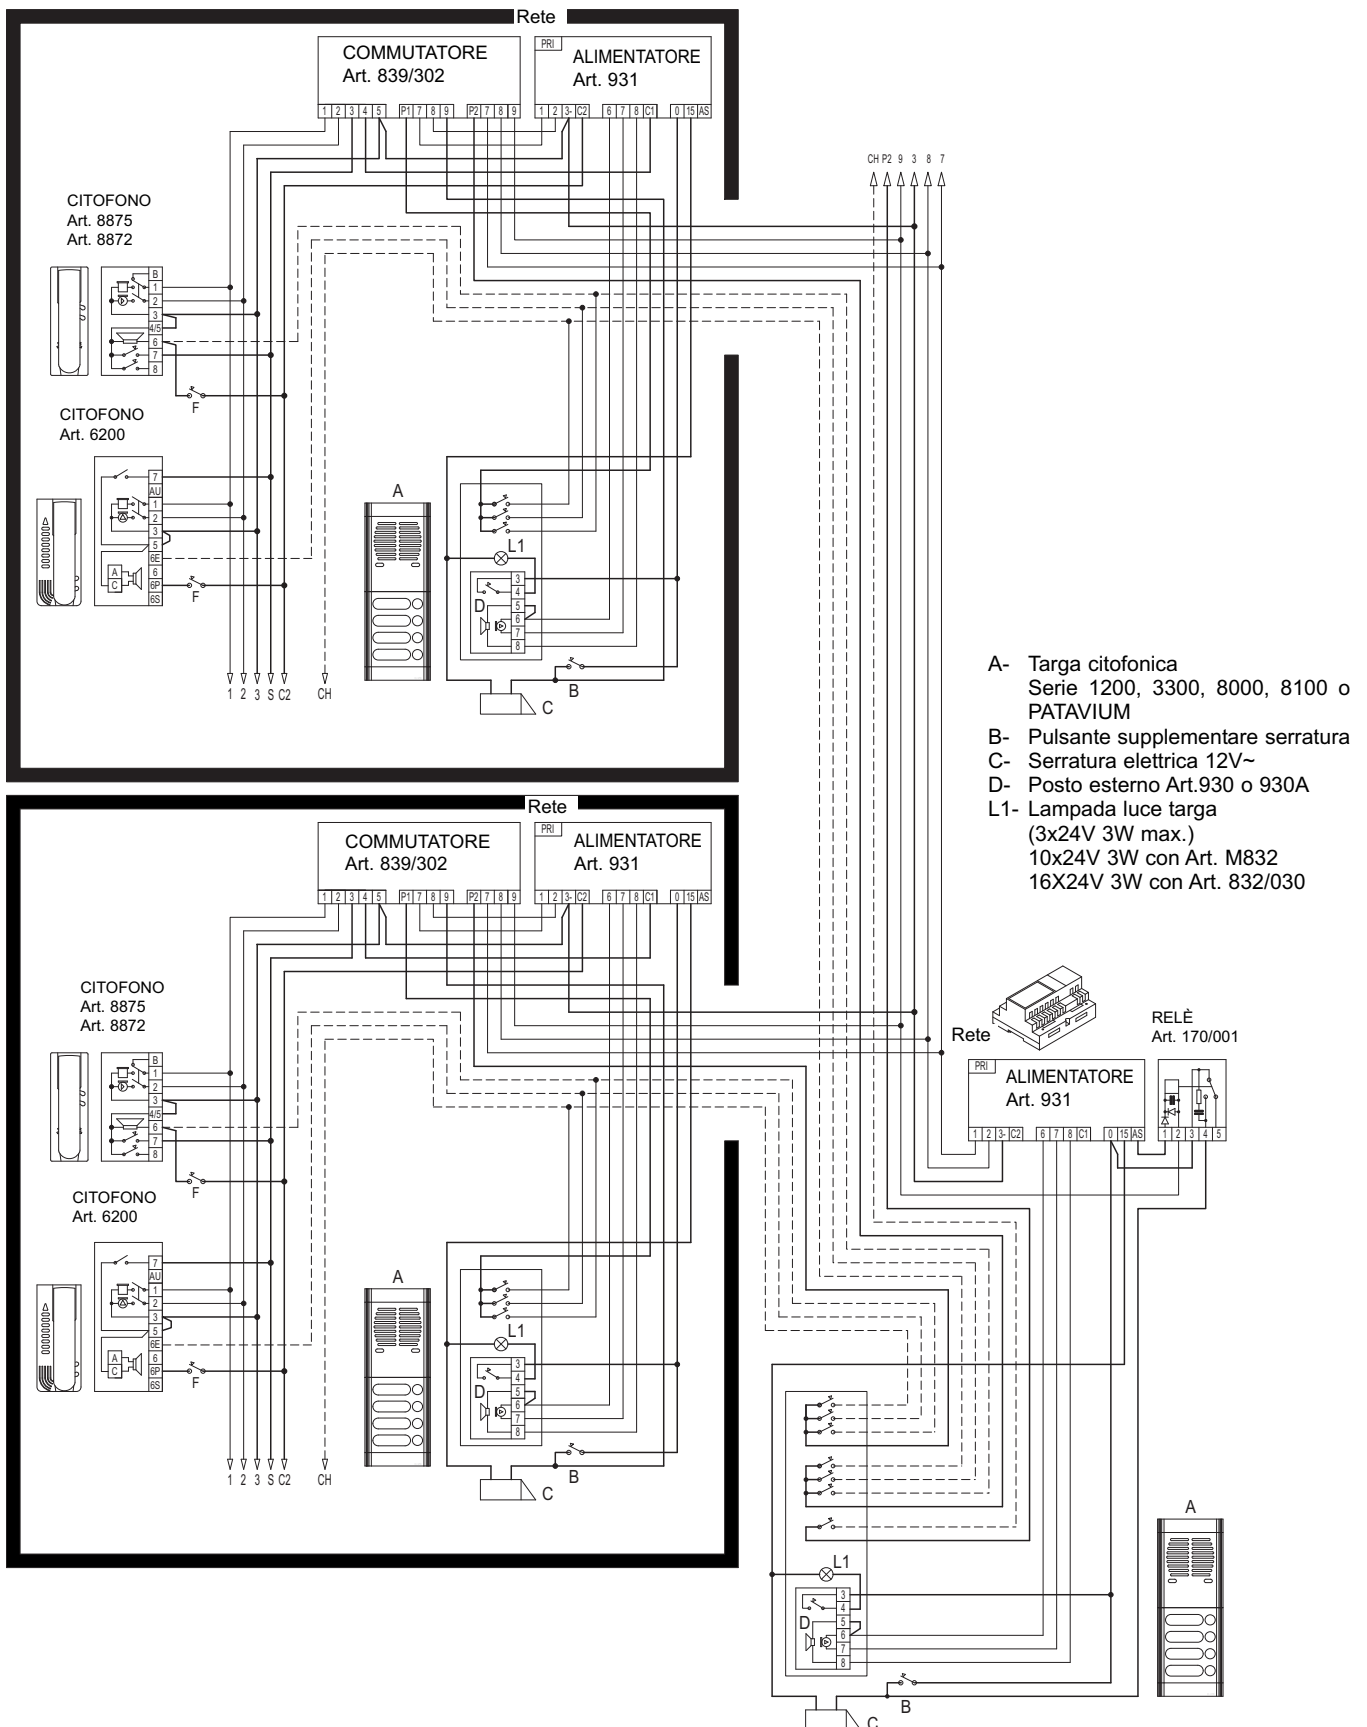 Rete
COMMUTATORE
Art. 839/302
PRI
ALIMENTATORE
Art. 931
1 2 3 4 5 P1 7 8 9 P2 7 8 9
1 2 3- C2 6 7 8 C1 0 15 AS
CH P2 9 3 8 7
CITOFONO
Art. 8875
Art. 8872
B
1
2
3
4/5
6
7
8
F
CITOFONO
Art. 6200
7
AU
1
2
3
5
6E
6
6P
6S
A
C
F
A
L1
3
4
5
6
7
8
D
B
C
1 2 3 S C2 CH
A- Targa citofonica
Serie 1200, 3300, 8000, 8100 o
PATAVIUM
B- Pulsante supplementare serratura
C- Serratura elettrica 12V~
D- Posto esterno Art.930 o 930A
L1- Lampada luce targa
(3x24V 3W max.)
10x24V 3W con Art. M832
16X24V 3W con Art. 832/030
Rete
COMMUTATORE
Art. 839/302
PRI
ALIMENTATORE
Art. 931
1 2 3 4 5 P1 7 8 9 P2 7 8 9
1 2 3- C2 6 7 8 C1 0 15 AS
CITOFONO
Art. 8875
Art. 8872
B
1
2
3
4/5
6
7
8
F
CITOFONO
Art. 6200
7
AU
1
2
3
5
6E
6
6P
6S
A
C
F
A
L1
3
4
5
6
7
8
D
B
C
1 2 3 S C2 CH
Rete
RELÈ
Art. 170/001
PRI
ALIMENTATORE
Art. 931
1 2 3- C2 6 7 8 C1 0 15 AS
1 2 3 4 5
L1
3
4
5
6
7
8
D
B
C
A